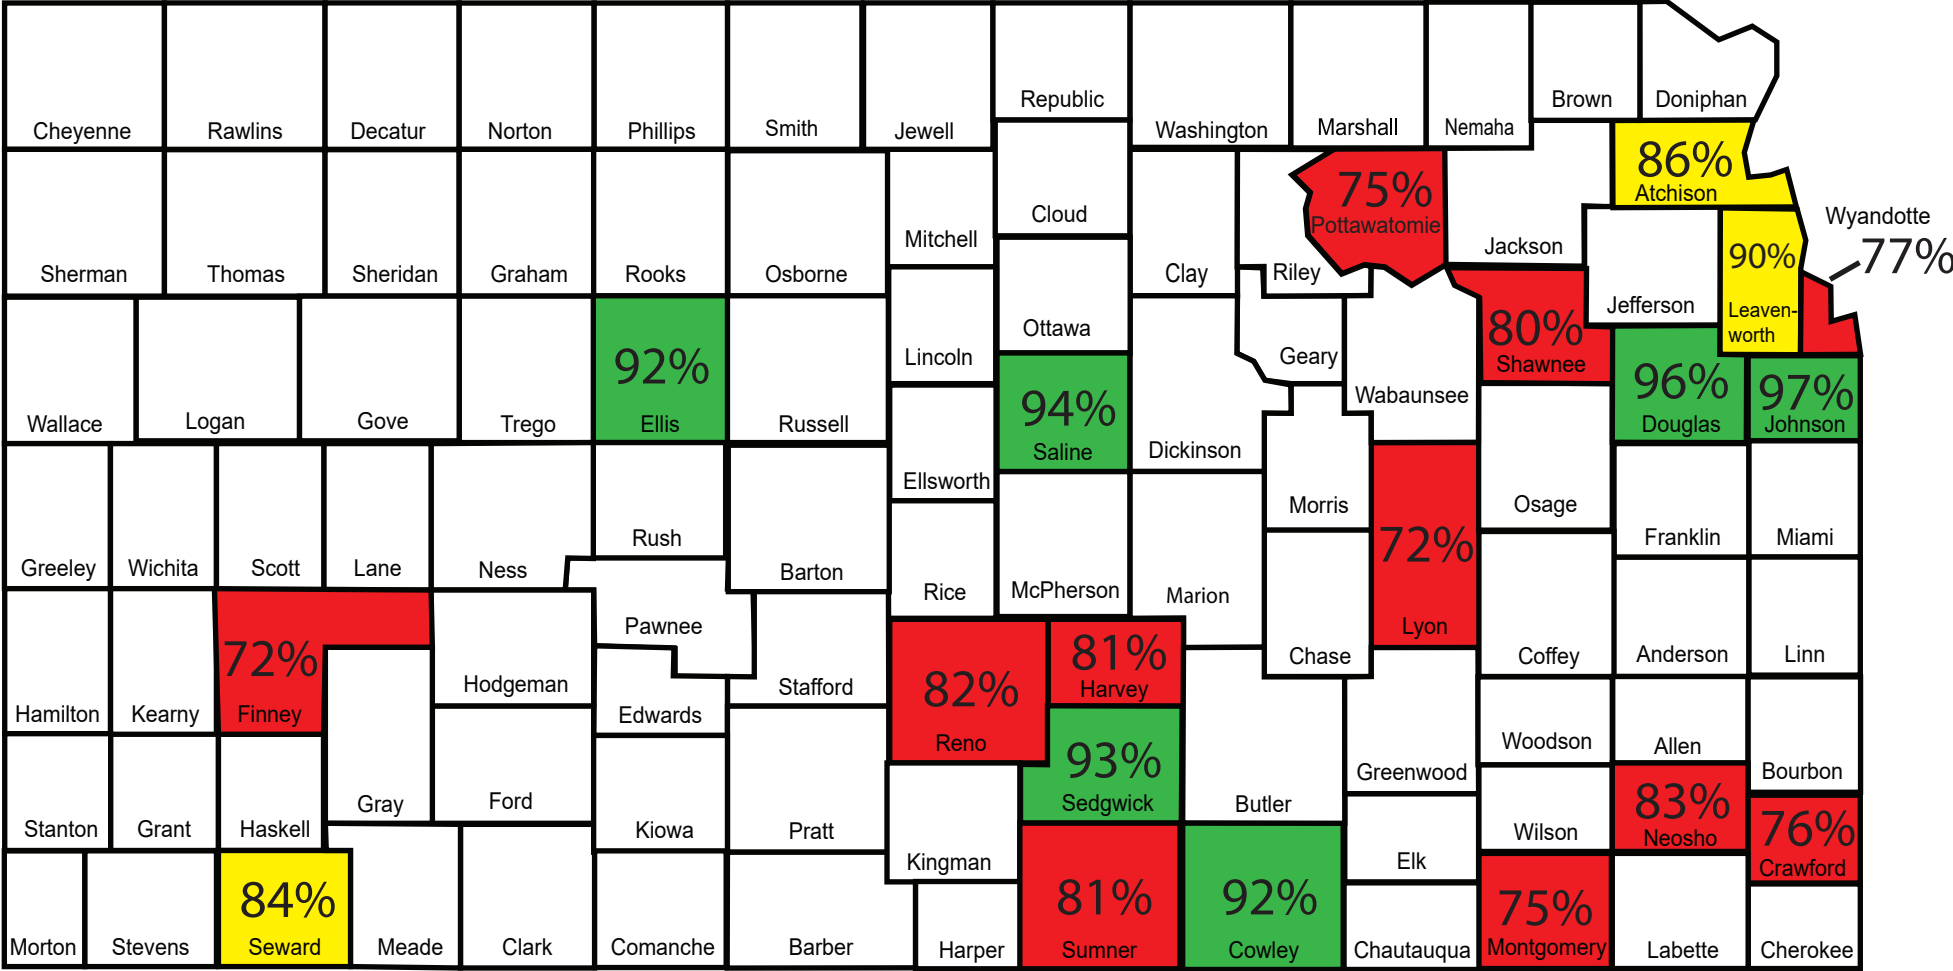 Republic
Brown
Doniphan
Cheyenne
Rawlins
Decatur
Norton
Phillips
Smith
Jewell
Washington
Marshall
Nemaha
86%
Atchison
75%
Pottawatomie
Cloud
Wyandotte
77%
Mitchell
Jackson
Sherman
Thomas
Sheridan
Graham
Rooks
Osborne
Clay
Riley
90%
Leaven-
worth
Jefferson
Ottawa
80%
Shawnee
Lincoln
Geary
92%
Ellis
94%
Saline
Wabaunsee
96%
Douglas
97%
Johnson
Wallace
Logan
Gove
Trego
Russell
Dickinson
Ellsworth
Morris
Osage
72%
Lyon
Franklin
Miami
Rush
Greeley
Wichita
Scott
Lane
Ness
Barton
Rice
McPherson
Marion
Pawnee
72%
Finney
81%
Harvey
Chase
Coffey
Anderson
Linn
Hodgeman
Stafford
82%
Reno
Hamilton
Kearny
Edwards
93%
Sedgwick
Woodson
Allen
Greenwood
Bourbon
Gray
Ford
Butler
83%
Neosho
76%
Crawford
Stanton
Grant
Haskell
Kiowa
Pratt
Wilson
Kingman
Elk
84%
Seward
81%
Sumner
92%
Cowley
75%
Montgomery
Morton
Stevens
Meade
Clark
Comanche
Barber
Harper
Chautauqua
Labette
Cherokee